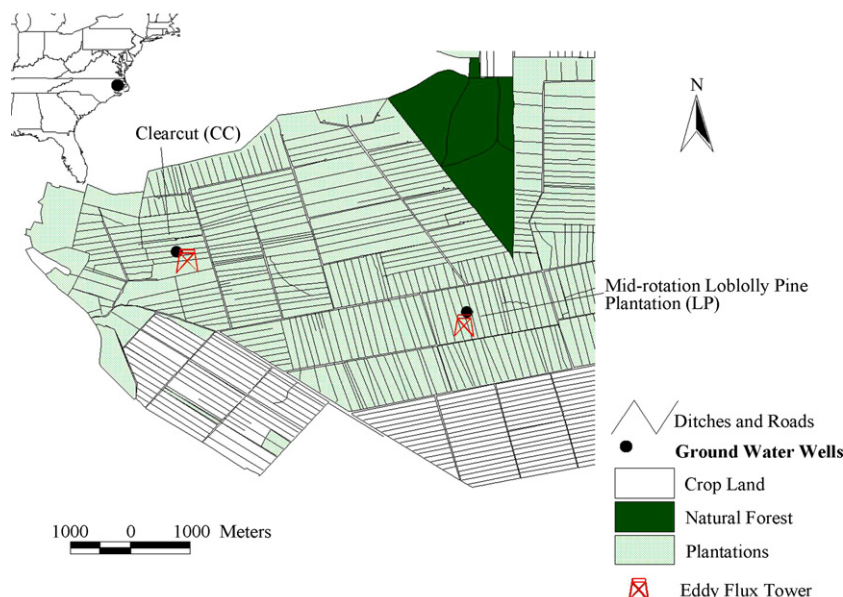 N
Clearcut (CC)
Mid-rotation Loblolly Pine
Plantation (LP)
Ditches and Roads
Ground Water Wells
Crop Land
Natural Forest
Plantations
Eddy Flux Tower
1000 0 1000 Meters